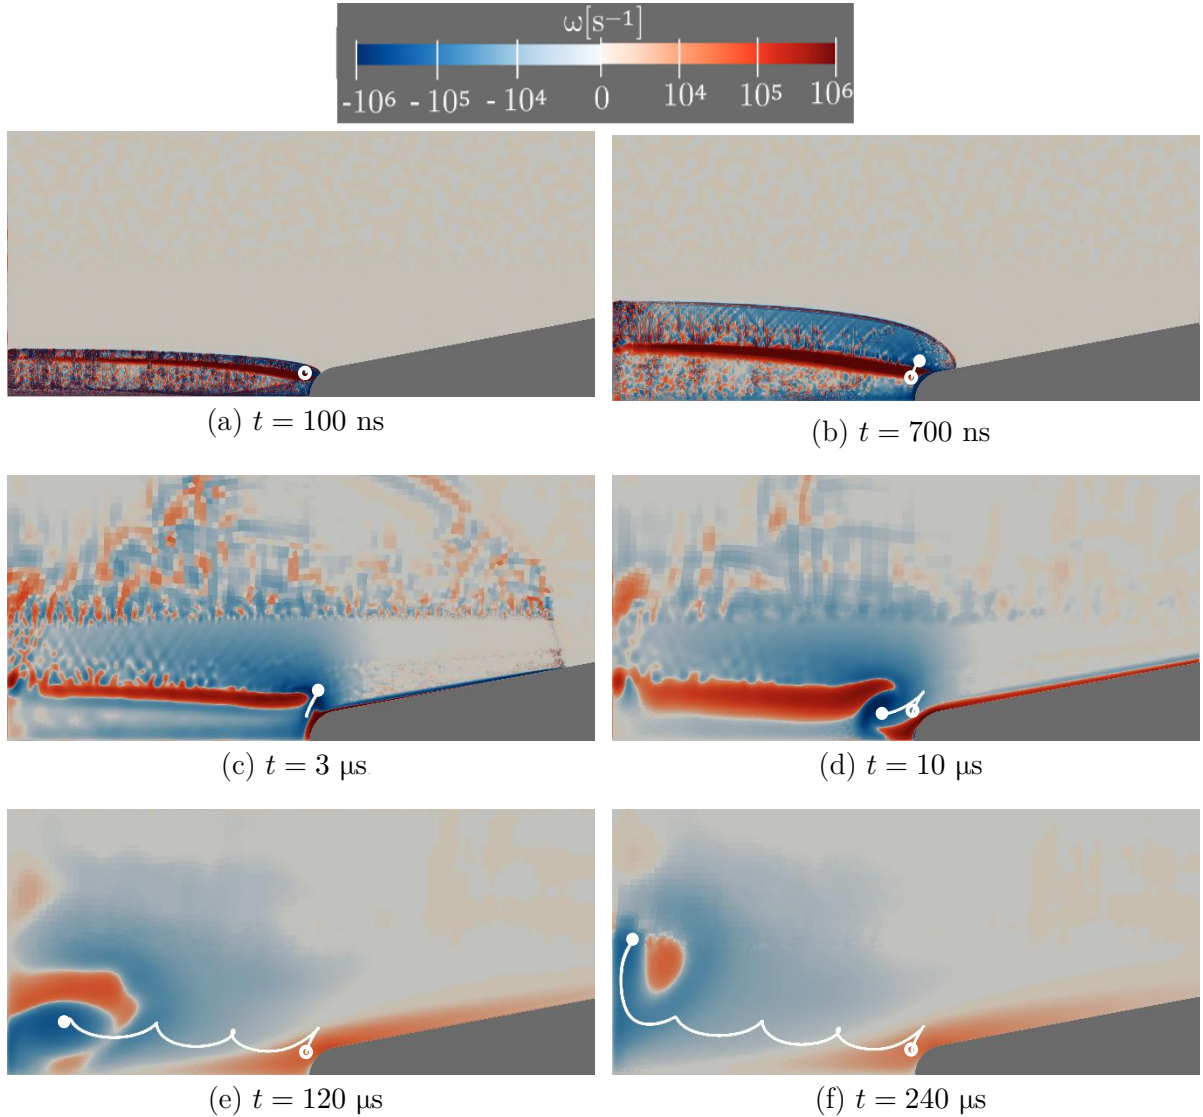 ω[s⁻¹]
-10⁶ - 10⁵ - 10⁴ 0 10⁴ 10⁵ 10⁶
(a) t = 100 ns
(b) t = 700 ns
(c) t = 3 µs
(d) t = 10 µs
(e) t = 120 µs
(f) t = 240 µs